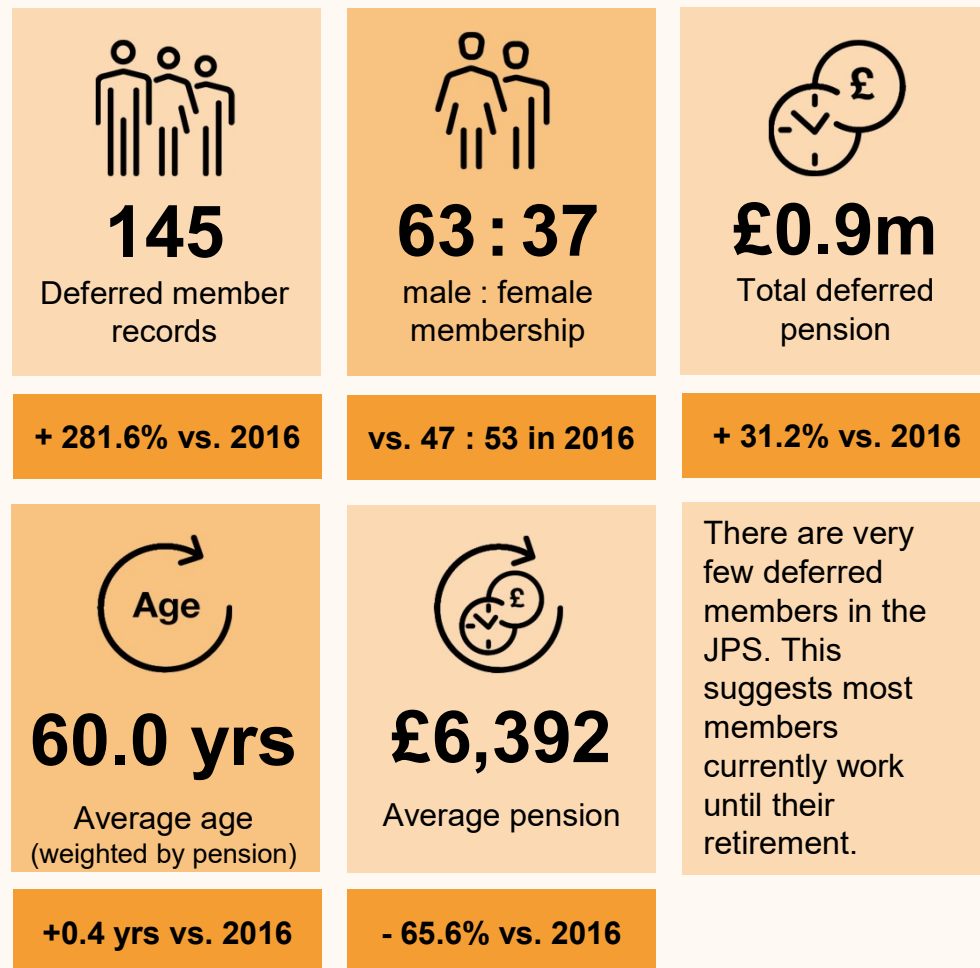 145
Deferred member
records
+ 281.6% vs. 2016
63 : 37
male : female
membership
vs. 47 : 53 in 2016
£
£0.9m
Total deferred
pension
+ 31.2% vs. 2016
Age
60.0 yrs
Average age
(weighted by pension)
+0.4 yrs vs. 2016
£
£6,392
Average pension
- 65.6% vs. 2016
There are very
few deferred
members in the
JPS. This
suggests most
members
currently work
until their
retirement.